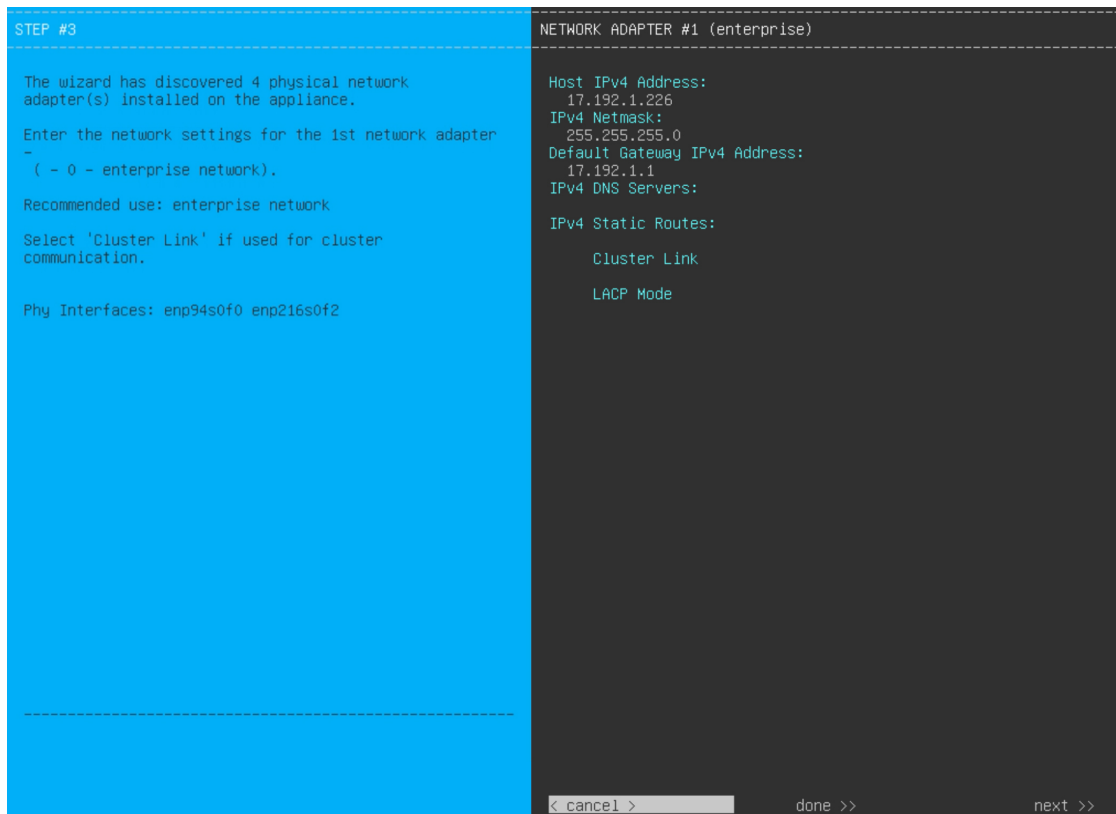 STEP #3
The wizard has discovered 4 physical network
adapter(s) installed on the appliance.
Enter the network settings for the 1st network adapter
-
( - 0 - enterprise network).
Recommended use: enterprise network
Select 'Cluster Link' if used for cluster
communication.
Phy Interfaces: enp94s0f0 enp216s0f2
NETWORK ADAPTER #1 (enterprise)
Host IPv4 Address:
17.192.1.226
IPv4 Netmask:
255.255.255.0
Default Gateway IPv4 Address:
17.192.1.1
IPv4 DNS Servers:
IPv4 Static Routes:
Cluster Link
LACP Mode
< cancel > done >> next >>